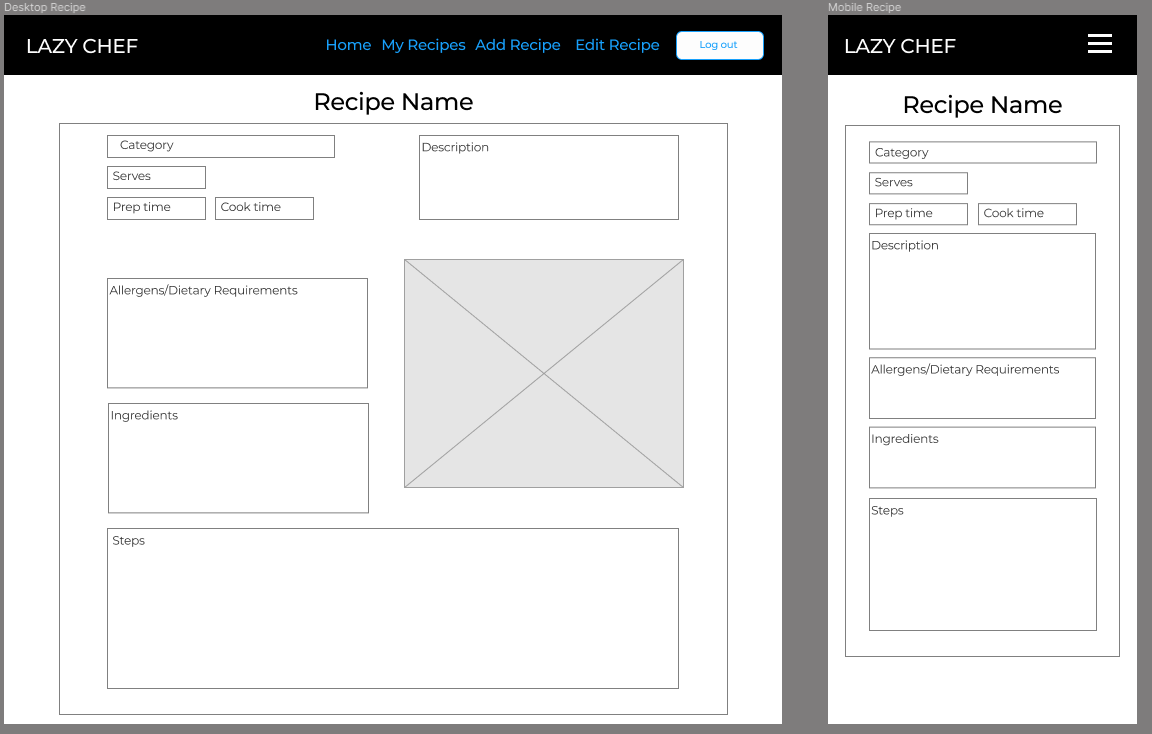 Desktop Recipe
LAZY CHEF
Home My Recipes Add Recipe Edit Recipe Log out
Recipe Name
Category
Serves
Prep time Cook time
Description
Allergens/Dietary Requirements
Ingredients
Steps
Mobile Recipe
LAZY CHEF
Recipe Name
Category
Serves
Prep time Cook time
Description
Allergens/Dietary Requirements
Ingredients
Steps